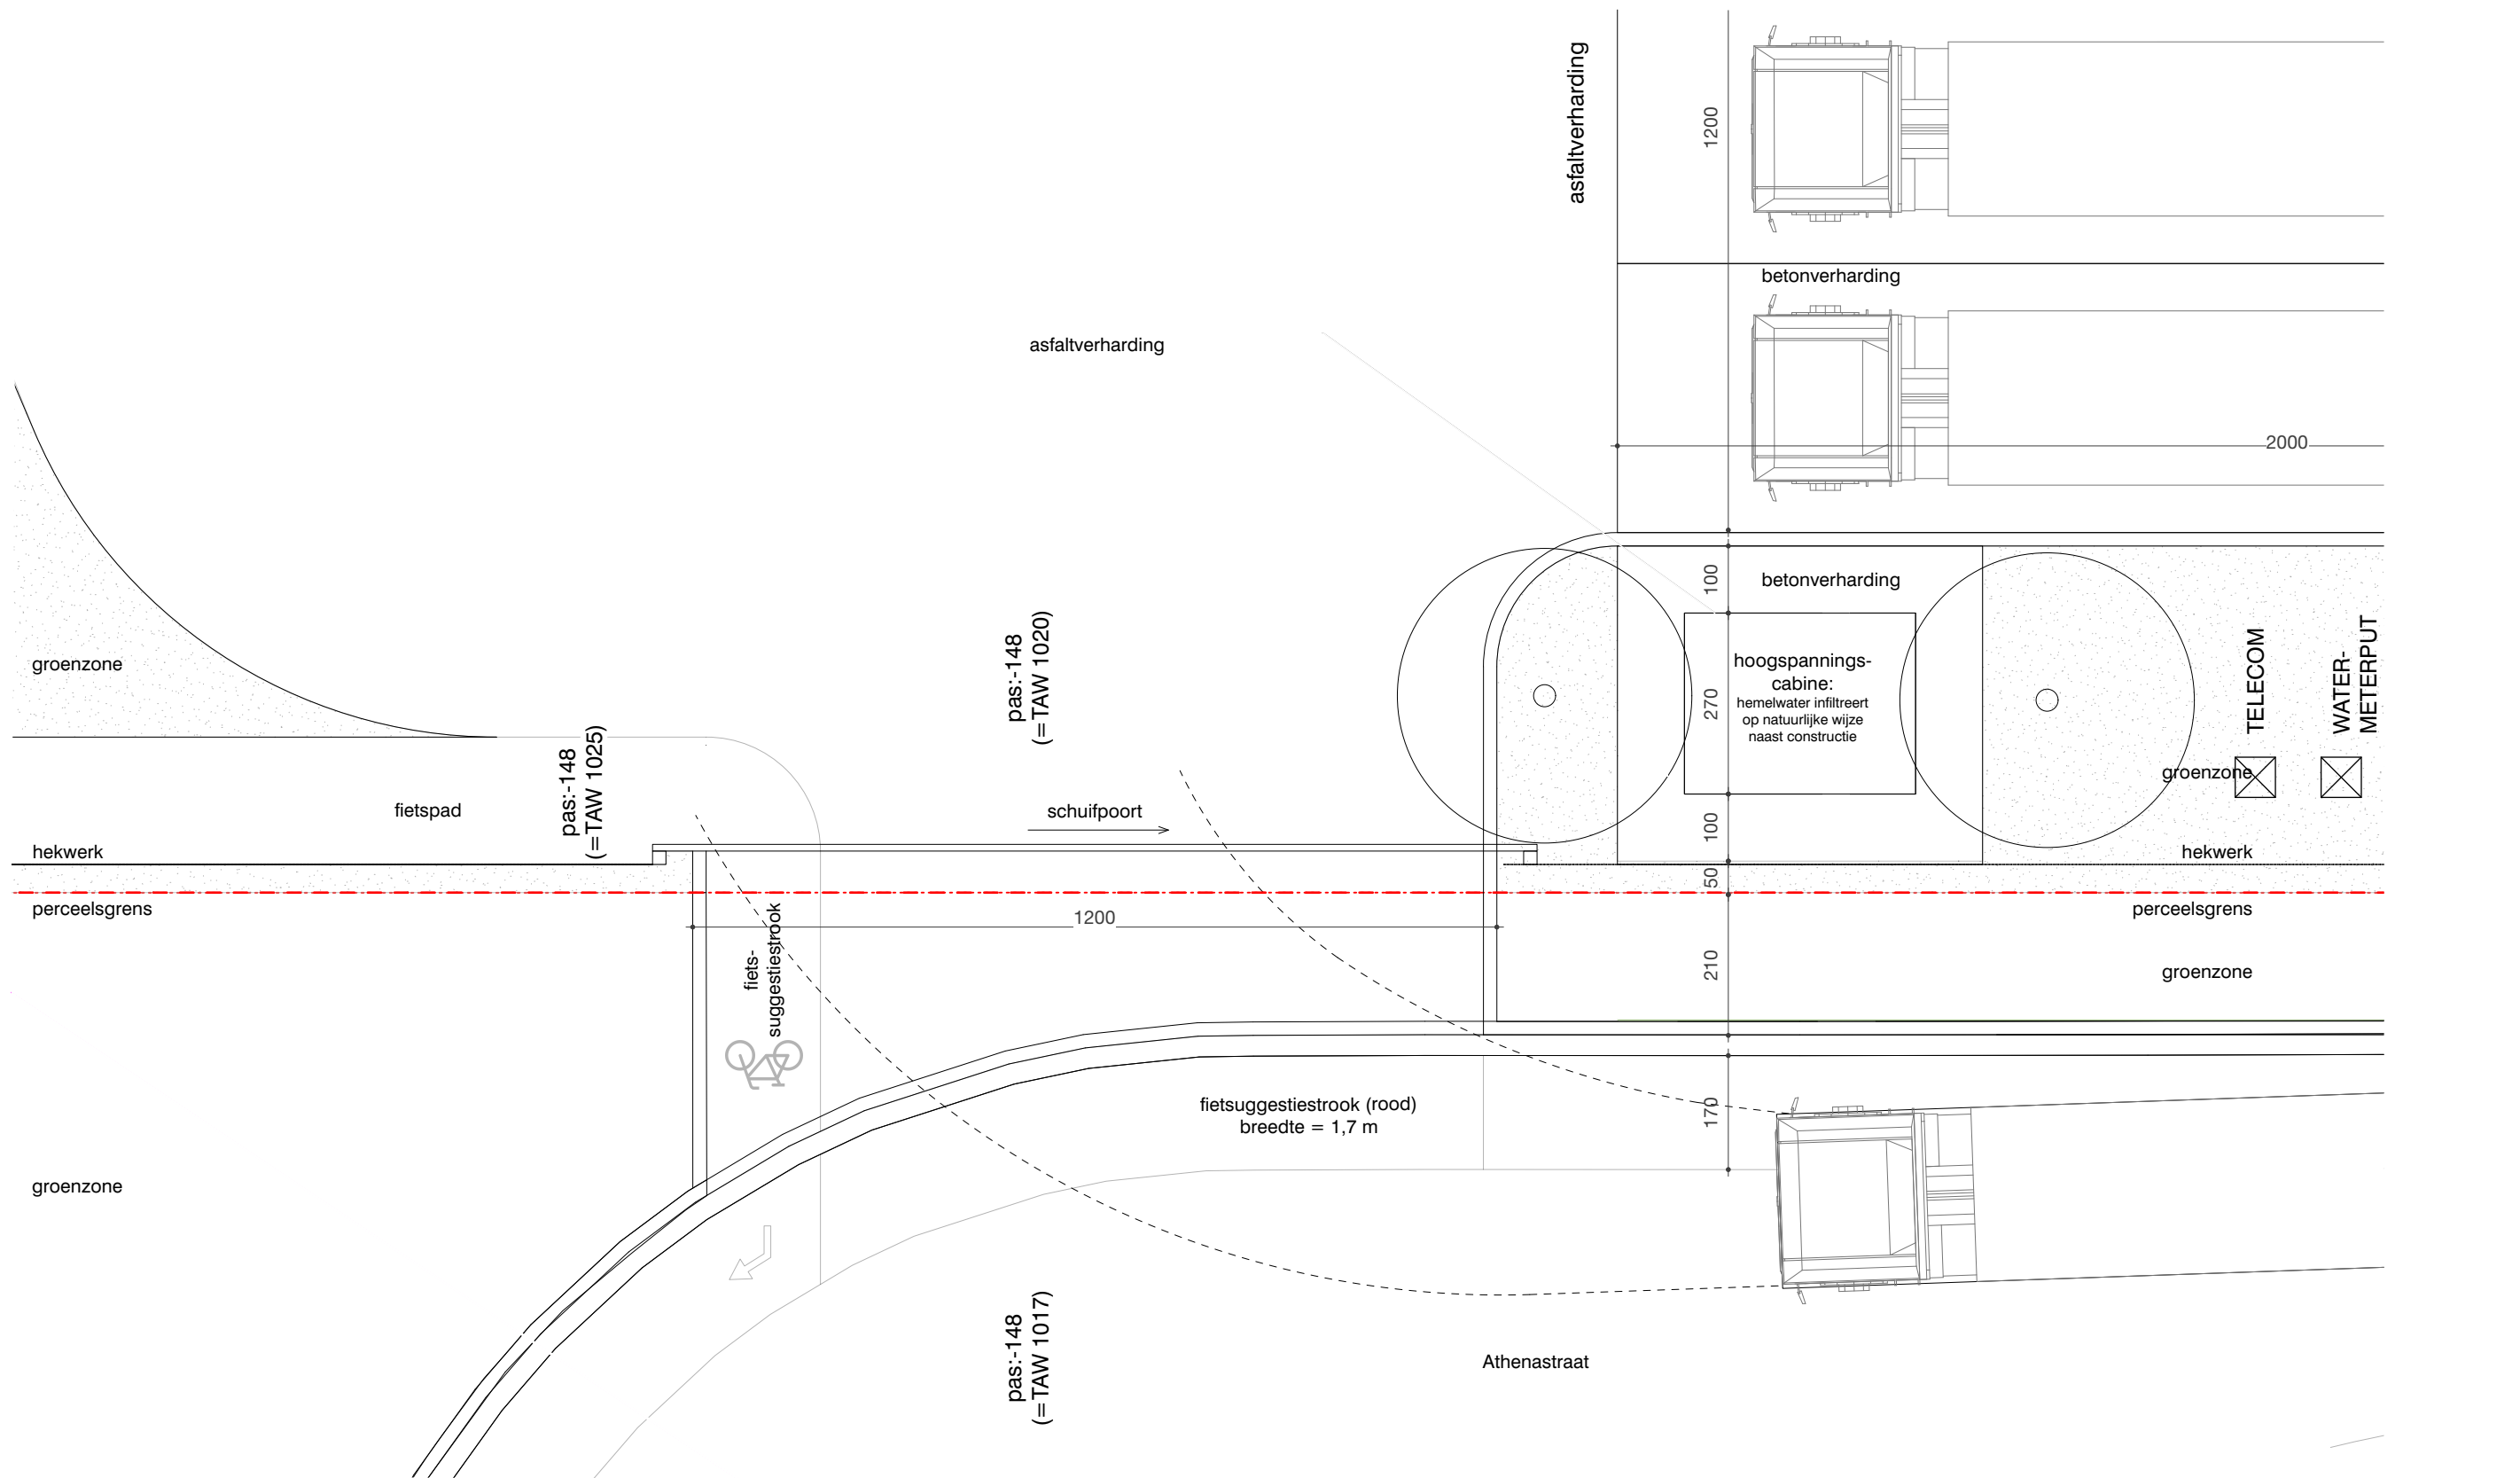 asfaltverharding
1200
betonverharding
asfaltverharding
2000
100
betonverharding
groenzone
pas:-148
(= TAW 1020)
hoogspannings-
cabine:
hemelwater infiltreert
op natuurlijke wijze
naast constructie
270
TELECOM
WATER-
METERPUT
pas:-148
(= TAW 1025)
fietspad
schuifpoort
groenzone
100
hekwerk
hekwerk
50
perceelsgrens
perceelsgrens
1200
fiets-
suggestiestrook
210
groenzone
fietsuggestiestrook (rood)
breedte = 1,7 m
170
groenzone
pas:-148
(= TAW 1017)
Athenastraat